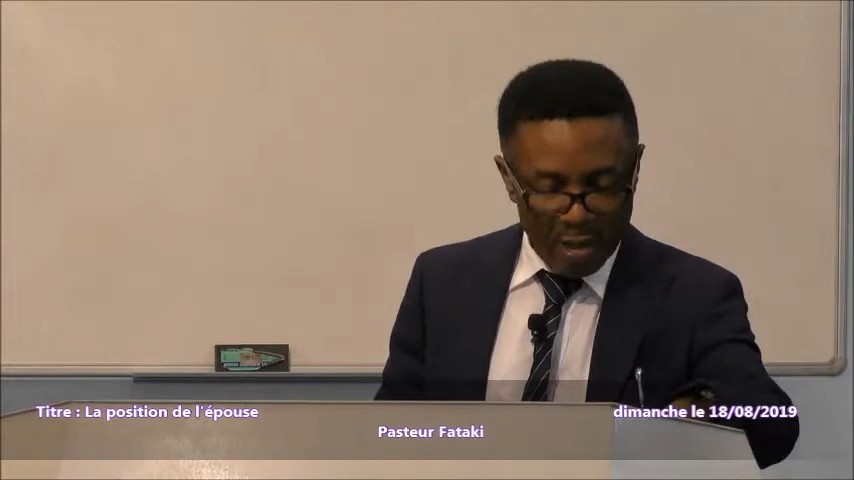 Titre : La position de l'épouse
dimanche le 18/08/2019
Pasteur Fataki